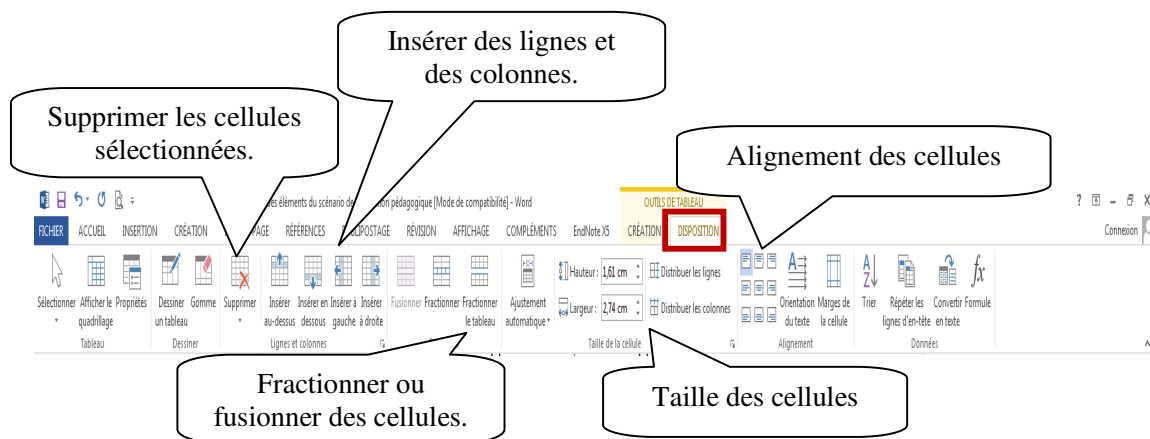 Insérer des lignes et
des colonnes.
Supprimer les cellules
sélectionnées.
Alignement des cellules
des éléments du scénario de pédagogique [Mode de compatibilité] - Word
OUTILS DE TABLEAU
?
FICHIER ACCUEIL INSERTION CRÉATION RÉFÉRENCES RÉVISION AFFICHAGE COMPLÉMENTS EndNote X5 CRÉATION DISPOSITION
Connexion
Hauteur : 1,61 cm Distribuer les lignes
Sélectionner Afficher le Propriétés Dessiner Gomme Supprimer Insérer Insérer en Insérer à Insérer Fusionner Fractionner Fractionner Ajustement Orientation Marges de Trier Répéter les Convertir Formule
quadrillage un tableau au-dessus dessous gauche à droite le tableau automatique Largeur : 2,74 cm Distribuer les colonnes du texte la cellule lignes d'en-tête en texte
Tableau Dessiner Lignes et colonnes Taille de la cellule Alignement Données
Fractionner ou
fusionner des cellules.
Taille des cellules